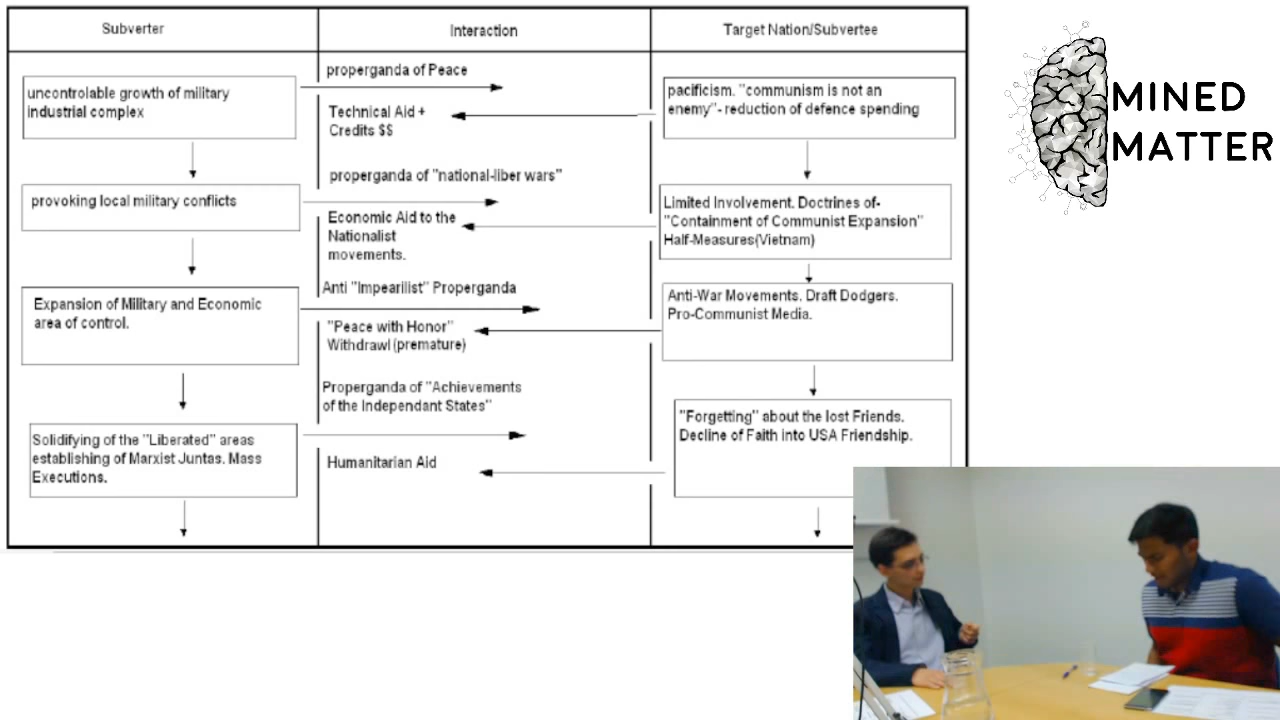 Subverter
Interaction
Target Nation/Subvertee
uncontrolable growth of military
industrial complex
properganda of Peace
Technical Aid +
Credits $$
pacificism. "communism is not an
enemy"- reduction of defence spending
provoking local military conflicts
properganda of "national-liber wars"
Economic Aid to the
Nationalist
movements.
Limited Involvement. Doctrines of-
"Containment of Communist Expansion"
Half-Measures(Vietnam)
Expansion of Military and Economic
area of control.
Anti "Impearilist" Properganda
"Peace with Honor"
Withdrawl (premature)
Anti-War Movements. Draft Dodgers.
Pro-Communist Media.
Solidifying of the "Liberated" areas
establishing of Marxist Juntas. Mass
Executions.
Properganda of "Achievements
of the Independant States"
Humanitarian Aid
"Forgetting" about the lost Friends.
Decline of Faith into USA Friendship.
MINED
MATTER